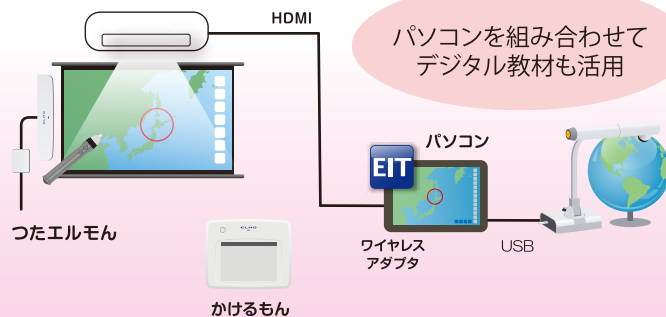 HDMI
パソコンを組み合わせて
デジタル教材も活用
パソコン
EIT
つたエルモん
ワイヤレス
アダプタ
USB
ELMO
かけるもん